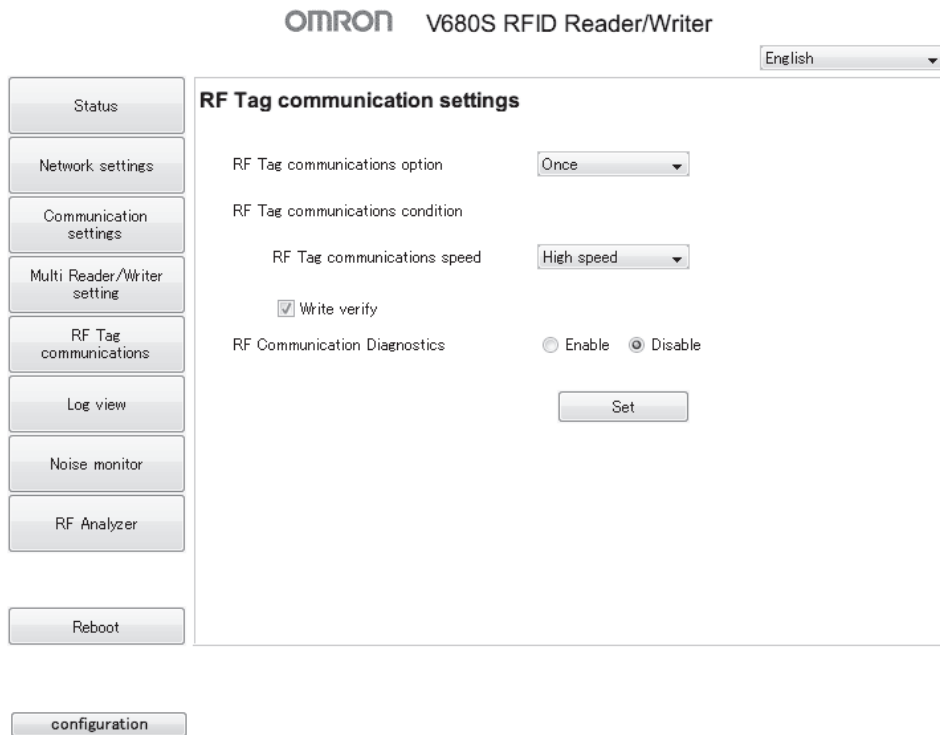 OMRON V680S RFID Reader/Writer
English
Status
Network settings
Communication
settings
Multi Reader/Writer
setting
RF Tag
communications
Log view
Noise monitor
RF Analyzer
Reboot
configuration
RF Tag communication settings
RF Tag communications option Once
RF Tag communications condition
RF Tag communications speed High speed
Write verify
RF Communication Diagnostics Enable Disable
Set